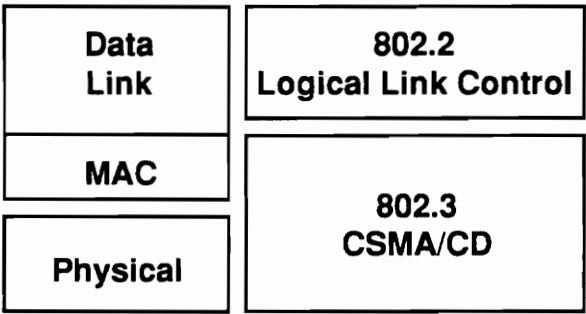 Data
Link
MAC
Physical
802.2
Logical Link Control
802.3
CSMA/CD